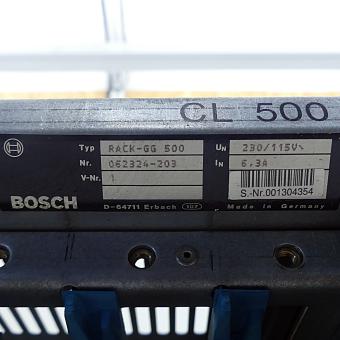 CL 500
Typ RACK-GG 500 UN 230/115V~
Nr. 062324-203 IN 6.3A
V-Nr. 1
S.-Nr.001304354
BOSCH D-64711 Erbach Made in Germany